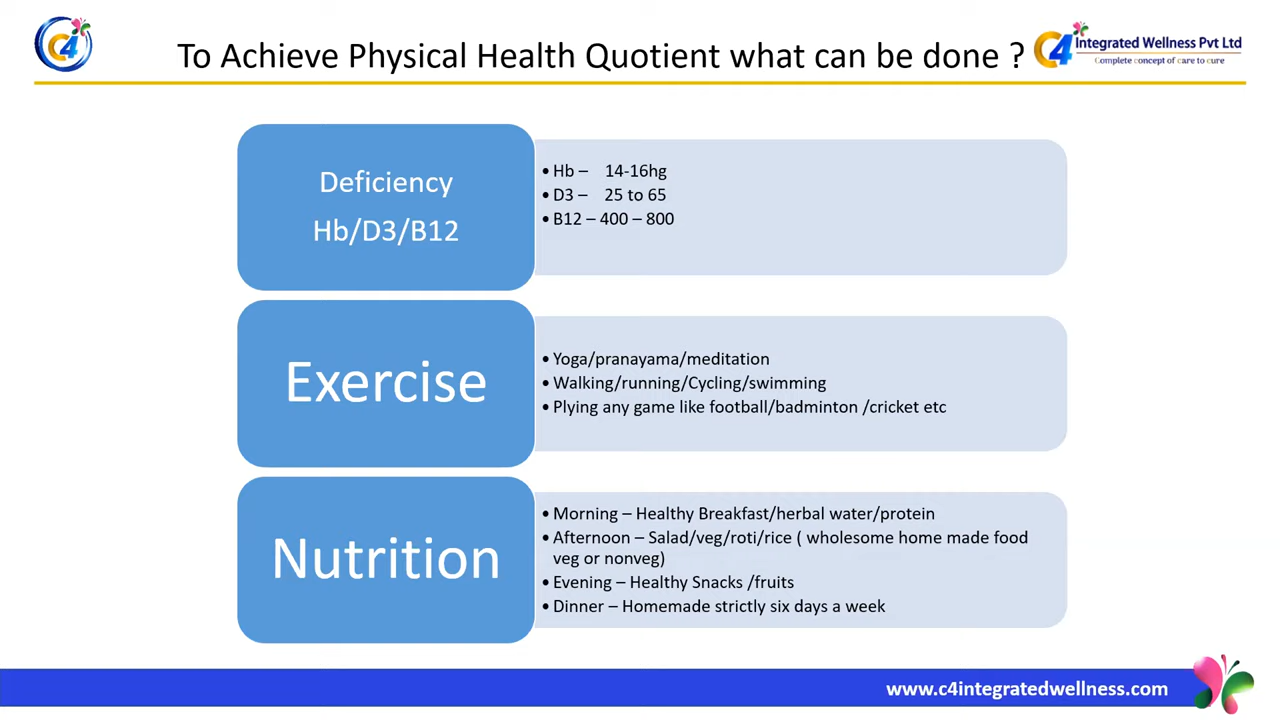 C4
To Achieve Physical Health Quotient what can be done ?
C4 Integrated Wellness Pvt Ltd
Complete concept of care to cure
Deficiency
Hb/D3/B12
• Hb – 14-16hg
• D3 – 25 to 65
• B12 – 400 – 800
Exercise
• Yoga/pranayama/meditation
• Walking/running/Cycling/swimming
• Plying any game like football/badminton /cricket etc
Nutrition
• Morning – Healthy Breakfast/herbal water/protein
• Afternoon – Salad/veg/roti/rice ( wholesome home made food
veg or nonveg)
• Evening – Healthy Snacks /fruits
• Dinner – Homemade strictly six days a week
www.c4integratedwellness.com